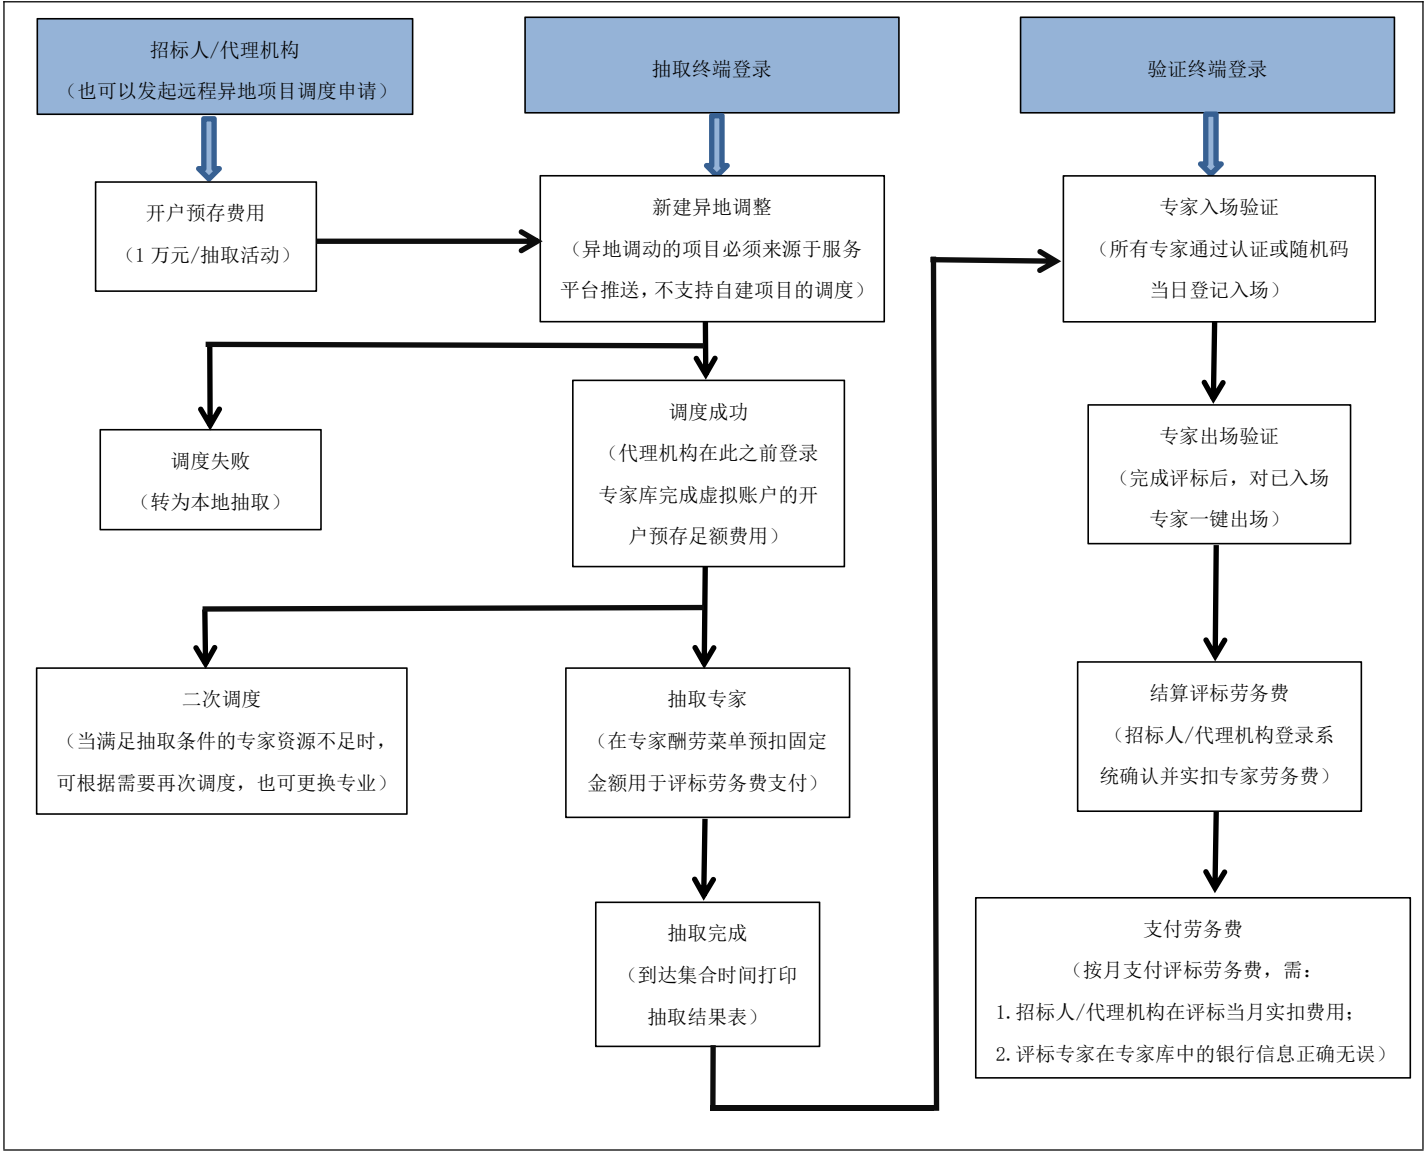 招标人/代理机构
（也可以发起远程异地项目调度申请）
开户预存费用
（1 万元/抽取活动）
调度失败
（转为本地抽取）
二次调度
（当满足抽取条件的专家资源不足时，
可根据需要再次调度，也可更换专业）
抽取终端登录
新建异地调整
（异地调动的项目必须来源于服务
平台推送，不支持自建项目的调度）
调度成功
（代理机构在此之前登录
专家库完成虚拟账户的开
户预存足额费用）
抽取专家
（在专家酬劳菜单预扣固定
金额用于评标劳务费支付）
抽取完成
（到达集合时间打印
抽取结果表）
验证终端登录
专家入场验证
（所有专家通过认证或随机码
当日登记入场）
专家出场验证
（完成评标后，对已入场
专家一键出场）
结算评标劳务费
（招标人/代理机构登录系
统确认并实扣专家劳务费）
支付劳务费
（按月支付评标劳务费，需：
1.招标人/代理机构在评标当月实扣费用；
2.评标专家在专家库中的银行信息正确无误）